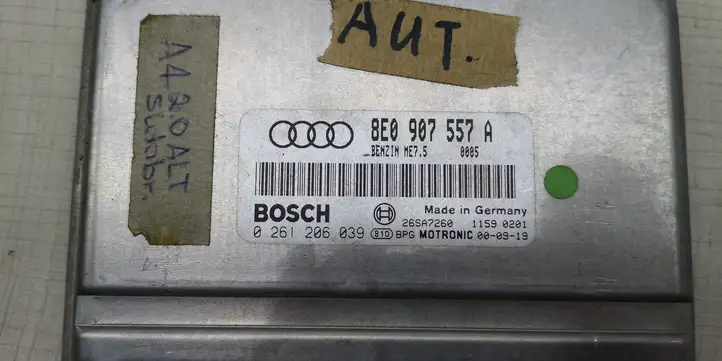 AUT.
A4 2.0 ALT
8E0 907 557 A
BENZIN ME7.5 0005
BOSCH
Made in Germany
26SA7260 1159 0201
0 261 206 039 810 BPG MOTRONIC 00-09-19